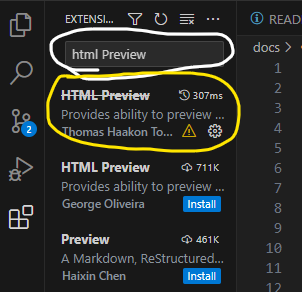 EXTENSI...
README
html Preview
docs >
HTML Preview 307ms
Provides ability to preview ...
Thomas Haakon To...
HTML Preview 711K
Provides ability to preview ...
George Oliveira Install
Preview 461K
A Markdown, ReStructured...
Haixin Chen Install
2
1
2
3
4
5
6
7
8
9
10
11
12